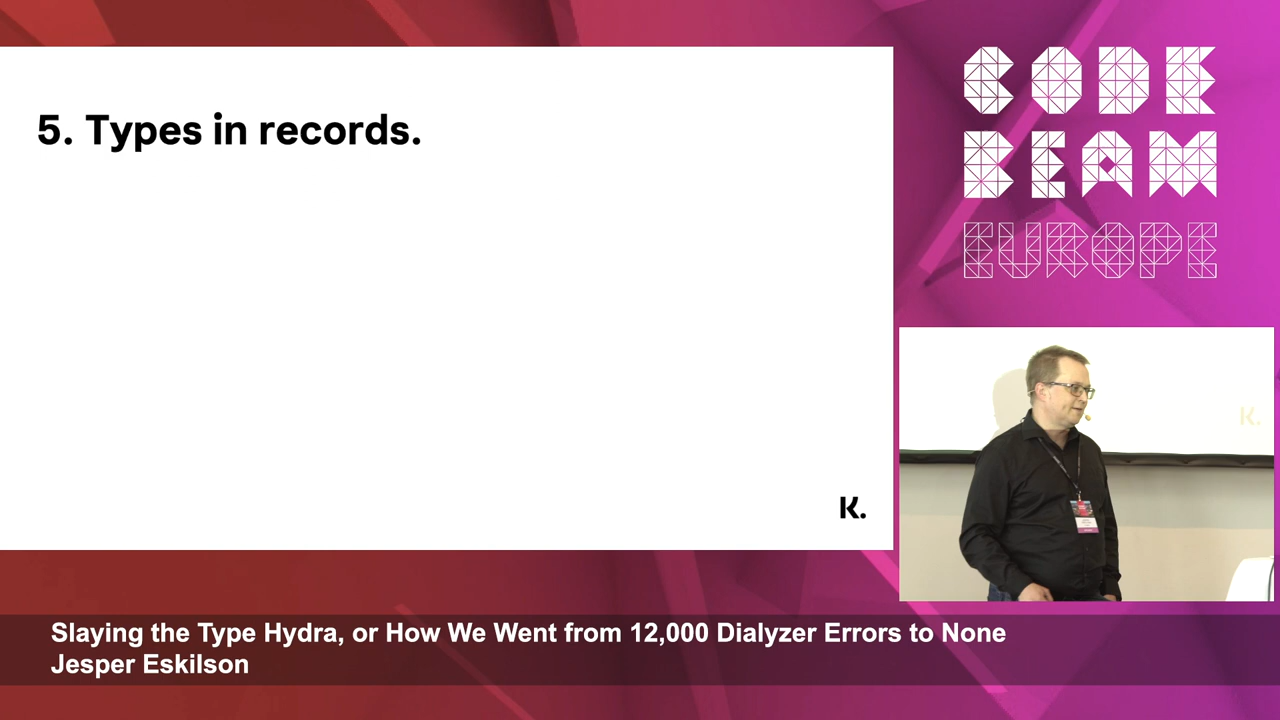 5. Types in records.
K.
CODE
BEAM
EUROPE
K.
Slaying the Type Hydra, or How We Went from 12,000 Dialyzer Errors to None
Jesper Eskilson